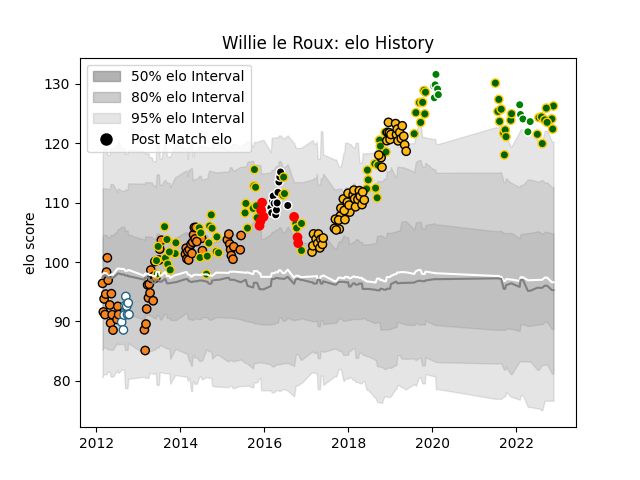 Willie le Roux: elo History
50% elo Interval
80% elo Interval
95% elo Interval
Post Match elo
elo score
130
120
110
100
90
80
2012 2014 2016 2018 2020 2022